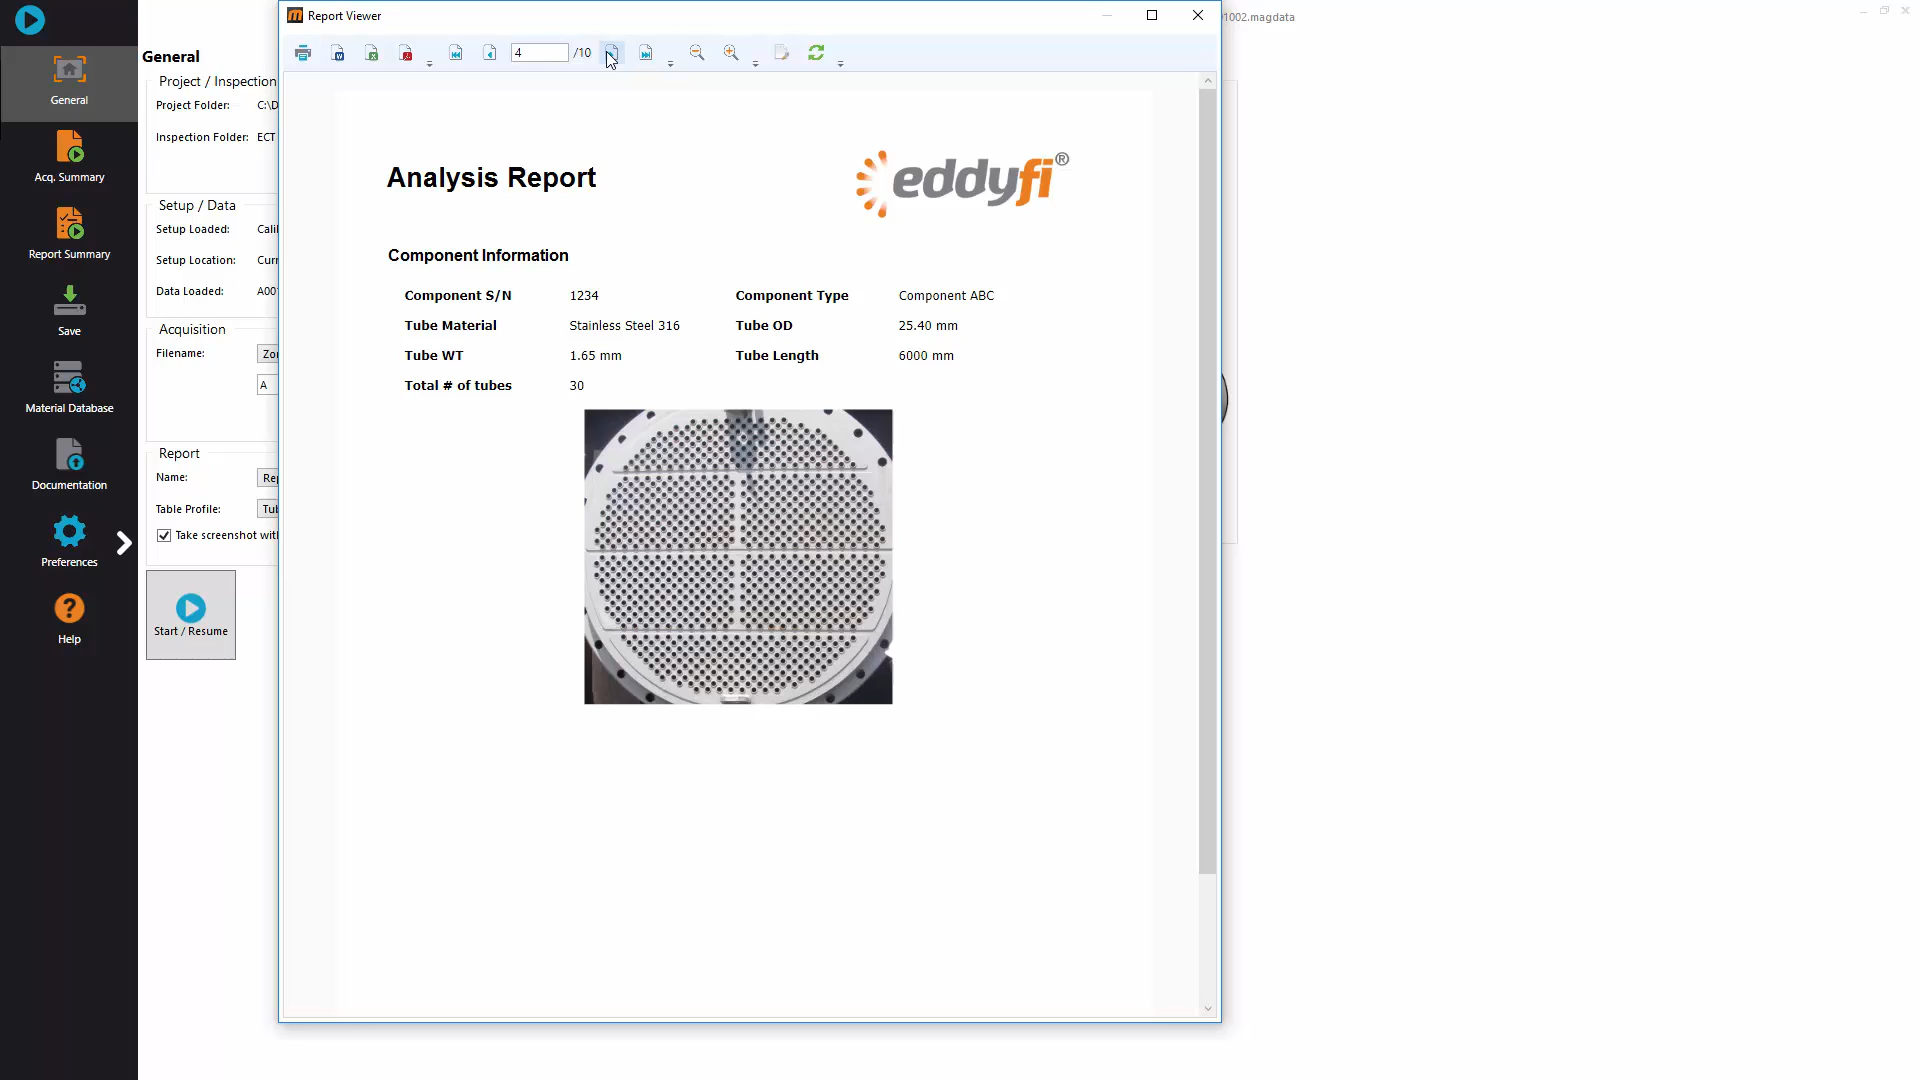 Report Viewer
1002.magdata
4 /10
General
Acq. Summary
Report Summary
Save
Material Database
Documentation
Preferences
Help
General
Project / Inspection
Project Folder: C:\D
Inspection Folder: ECT
Setup / Data
Setup Loaded: Cali
Setup Location: Curr
Data Loaded: A00
Acquisition
Filename: Zo
A
Report
Name: Rep
Table Profile: Tub
Take screenshot wit
Start / Resume
Analysis Report
eddyfi®
Component Information
Component S/N 1234 Component Type Component ABC
Tube Material Stainless Steel 316 Tube OD 25.40 mm
Tube WT 1.65 mm Tube Length 6000 mm
Total # of tubes 30